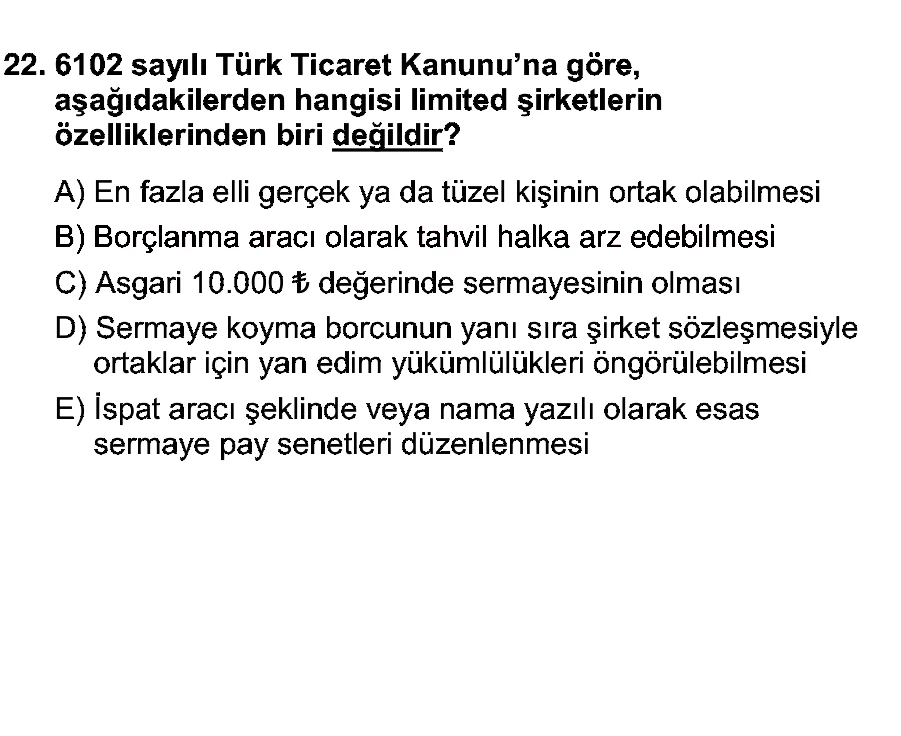 22. 6102 sayılı Türk Ticaret Kanunu’na göre,
aşağıdakilerden hangisi limited şirketlerin
özelliklerinden biri değildir?
A) En fazla elli gerçek ya da tüzel kişinin ortak olabilmesi
B) Borçlanma aracı olarak tahvil halka arz edebilmesi
C) Asgari 10.000 ₺ değerinde sermayesinin olması
D) Sermaye koyma borcunun yanı sıra şirket sözleşmesiyle
ortaklar için yan edim yükümlülükleri öngörülebilmesi
E) İspat aracı şeklinde veya nama yazılı olarak esas
sermaye pay senetleri düzenlenmesi